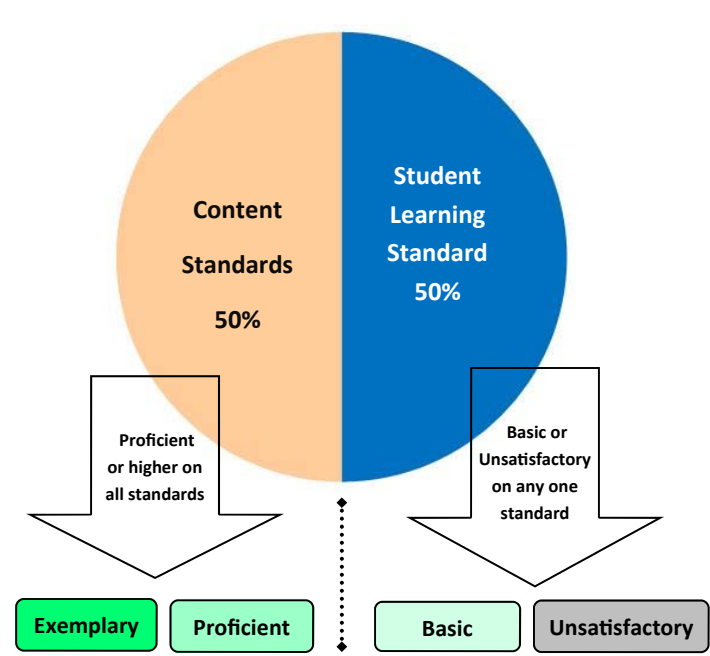 Content
Standards
50%
Student
Learning
Standard
50%
Proficient
or higher on
all standards
Basic or
Unsatisfactory
on any one
standard
Exemplary
Proficient
Basic
Unsatisfactory